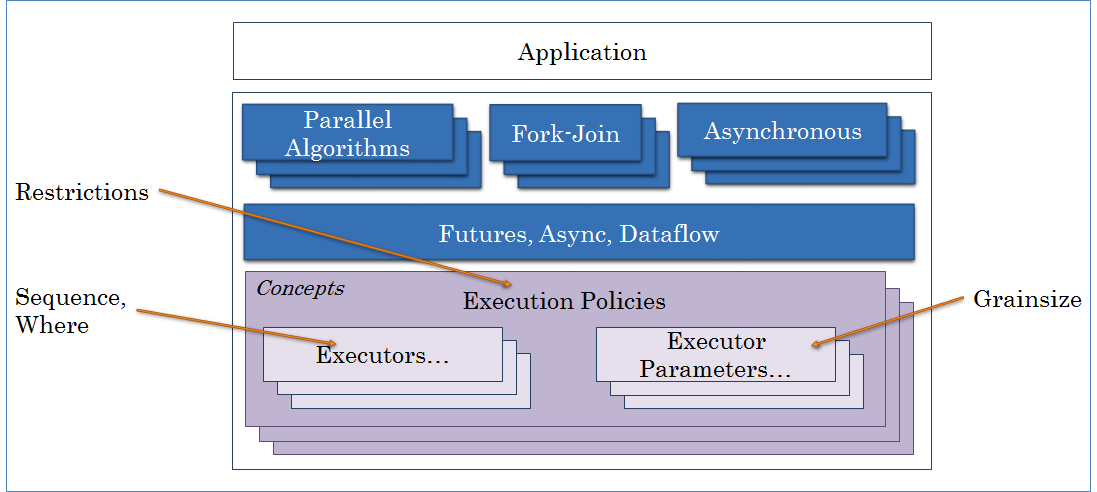 Application
Parallel
Algorithms
Fork-Join
Asynchronous
Restrictions
Futures, Async, Dataflow
Concepts
Execution Policies
Sequence,
Where
Grainsize
Executors…
Executor
Parameters…